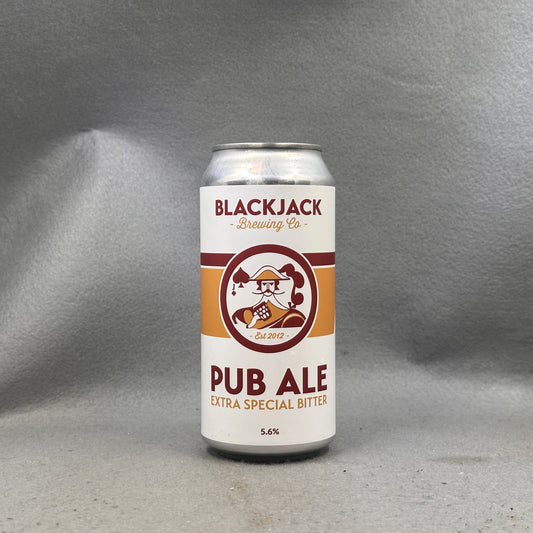 BLACKJACK
- Brewing Co -
- Est 2012 -
PUB ALE
EXTRA SPECIAL BITTER
5.6%